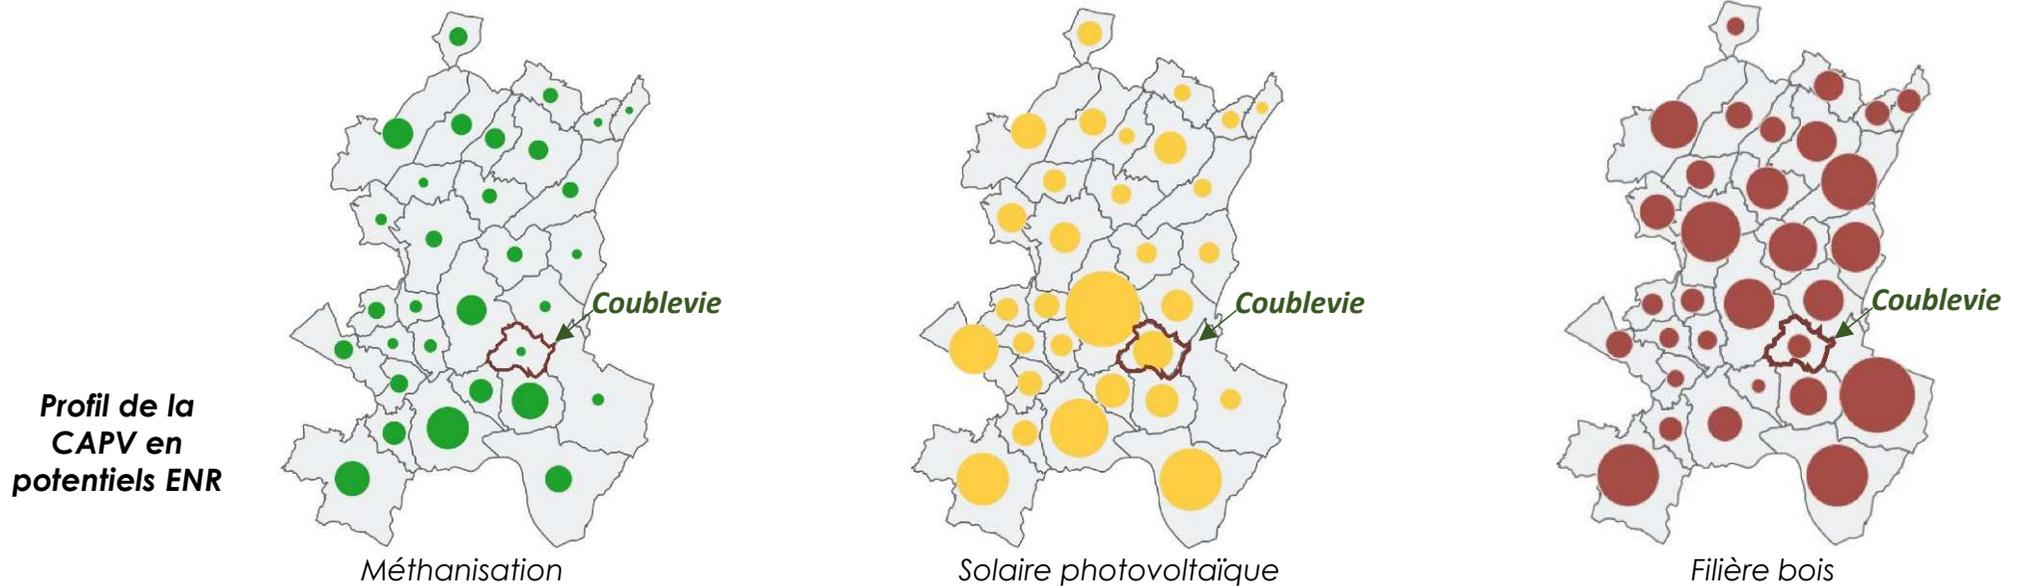 Coublevie
Coublevie
Coublevie
Profil de la
CAPV en
potentiels ENR
Méthanisation
Solaire photovoltaïque
Filière bois